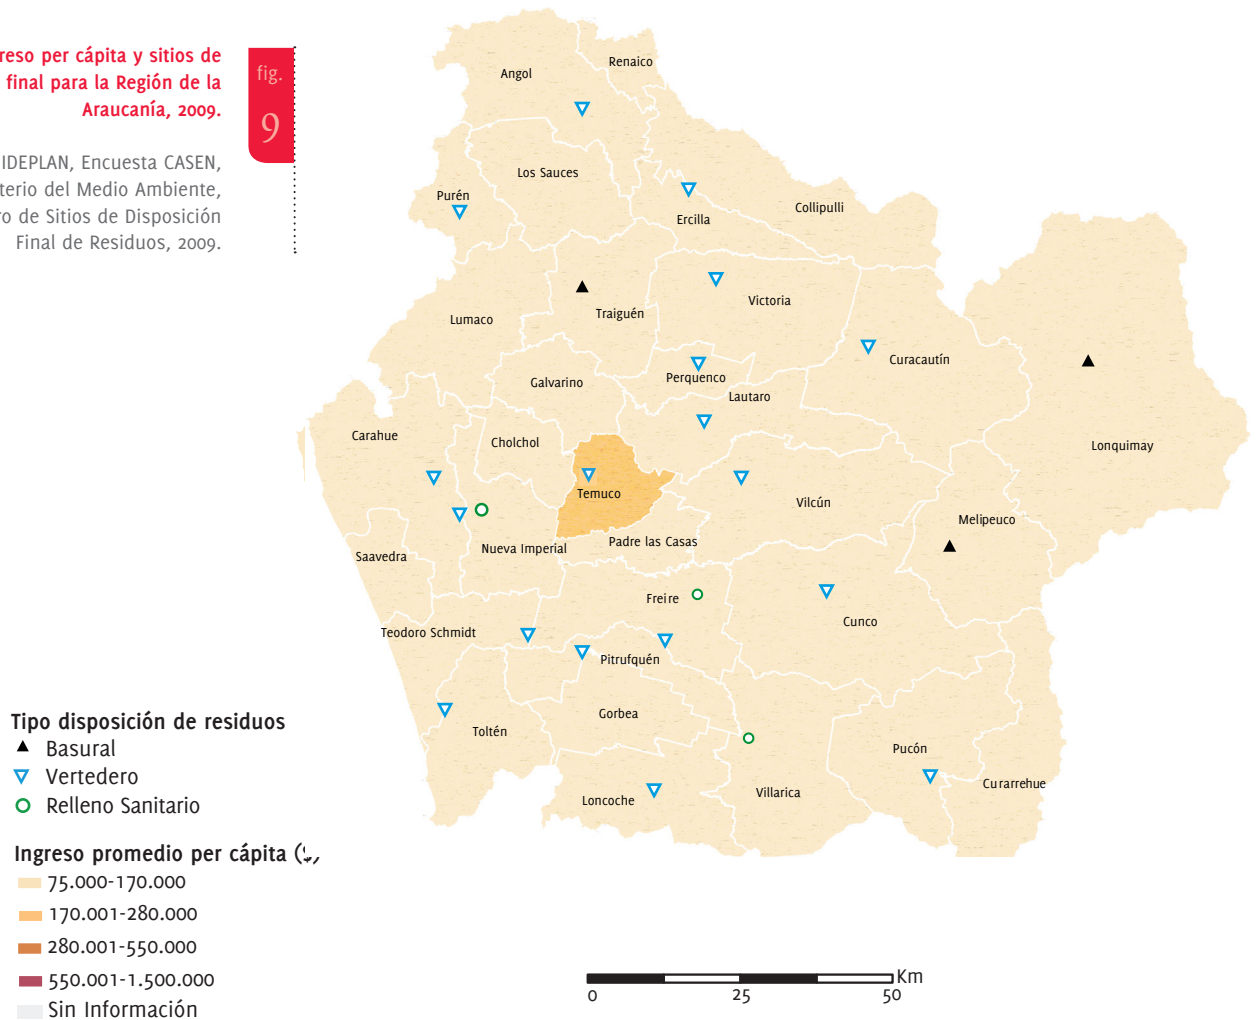 reso per cápita y sitios de
final para la Región de la
Araucanía, 2009.
fig.
9
IDEPLAN, Encuesta CASEN,
terio del Medio Ambiente,
ro de Sitios de Disposición
Final de Residuos, 2009.
Renaico
Angol
Los Sauces
Purén
Collipulli
Ercilla
Victoria
Traiguén
Lumaco
Curacautín
Perquenco
Galvarino
Lautaro
Carahue
Cholchol
Lonquimay
Temuco
Vilcún
Melipeuco
Padre las Casas
Nueva Imperial
Saavedra
Freire
Cunco
Teodoro Schmidt
Pitrufquén
Gorbea
Toltén
Pucón
Curarrehue
Villarica
Loncoche
Tipo disposición de residuos
Basural
Vertedero
Relleno Sanitario
Ingreso promedio per cápita
75.000-170.000
170.001-280.000
280.001-550.000
550.001-1.500.000
Sin Información
Km
0 25 50